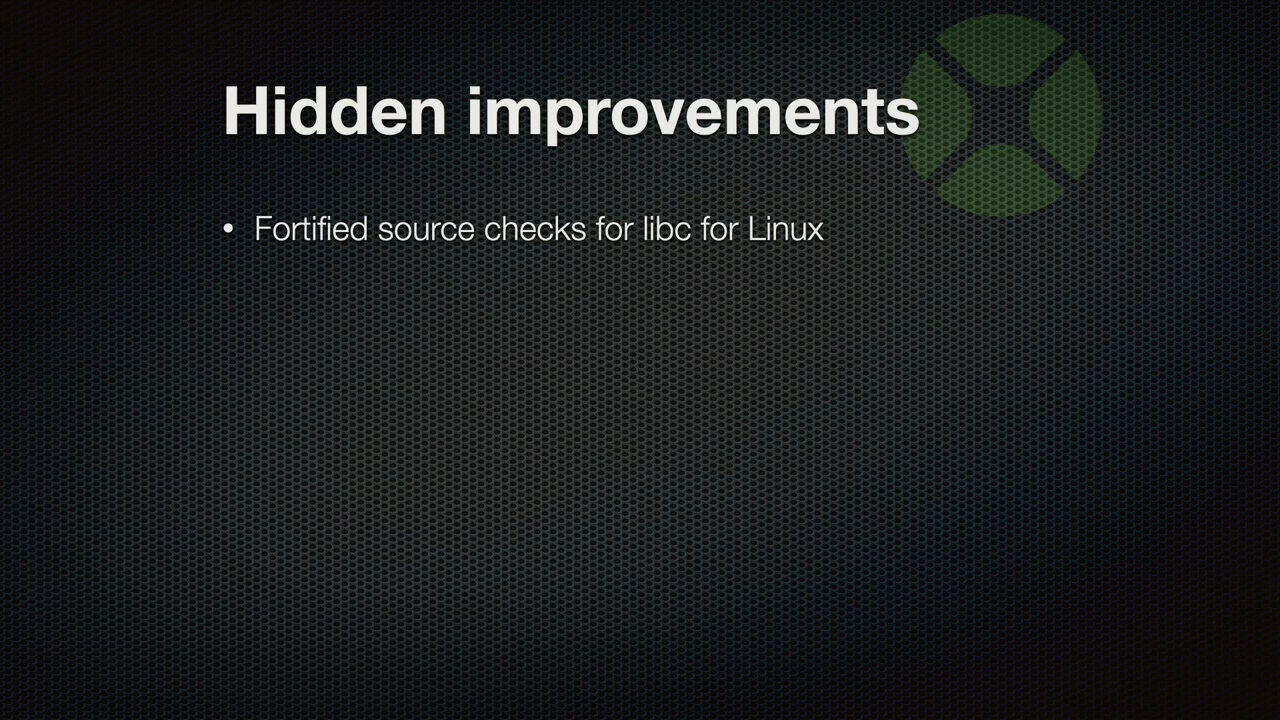 Hidden improvements
• Fortified source checks for libc for Linux